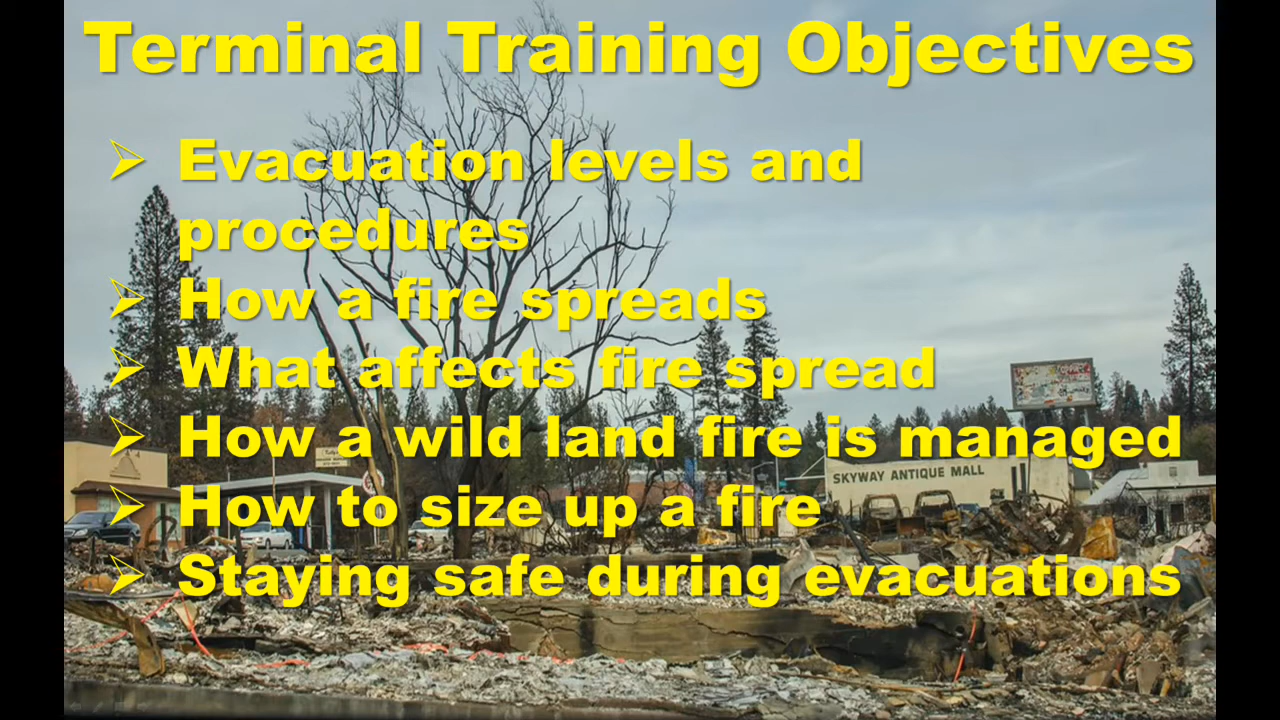 Terminal Training Objectives
➢ Evacuation levels and
procedures
➢ How a fire spreads
➢ What affects fire spread
➢ How a wild land fire is managed
➢ How to size up a fire
➢ Staying safe during evacuations
SKYWAY ANTIQUE MALL